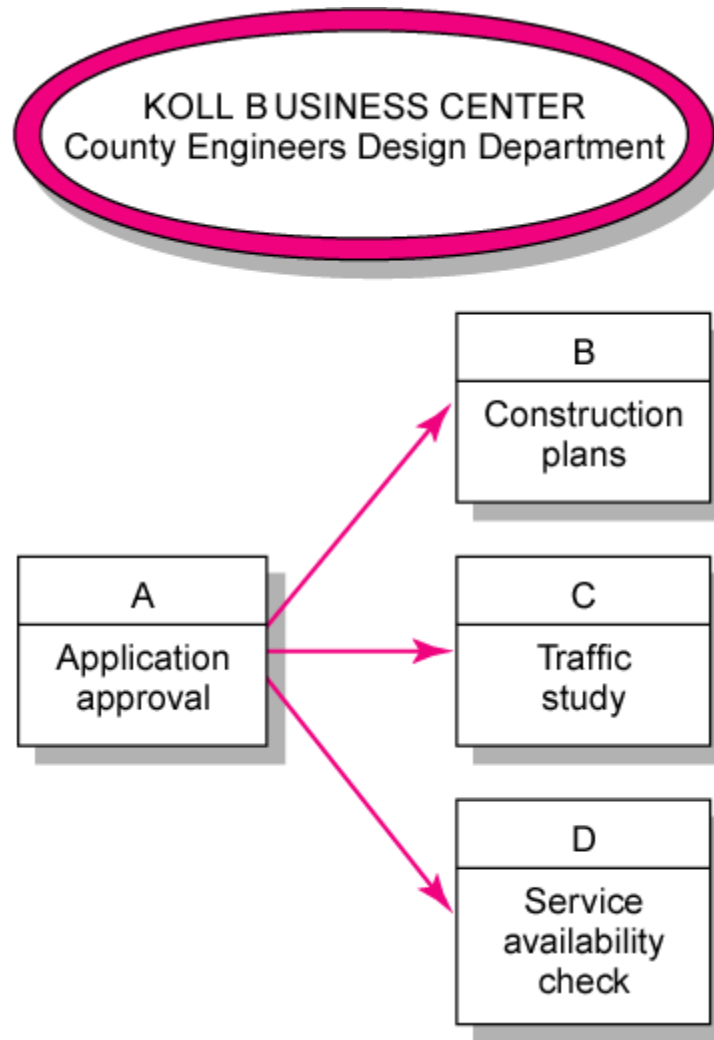 KOLL BUSINESS CENTER
County Engineers Design Department
B
Construction
plans
A
Application
approval
C
Traffic
study
D
Service
availability
check